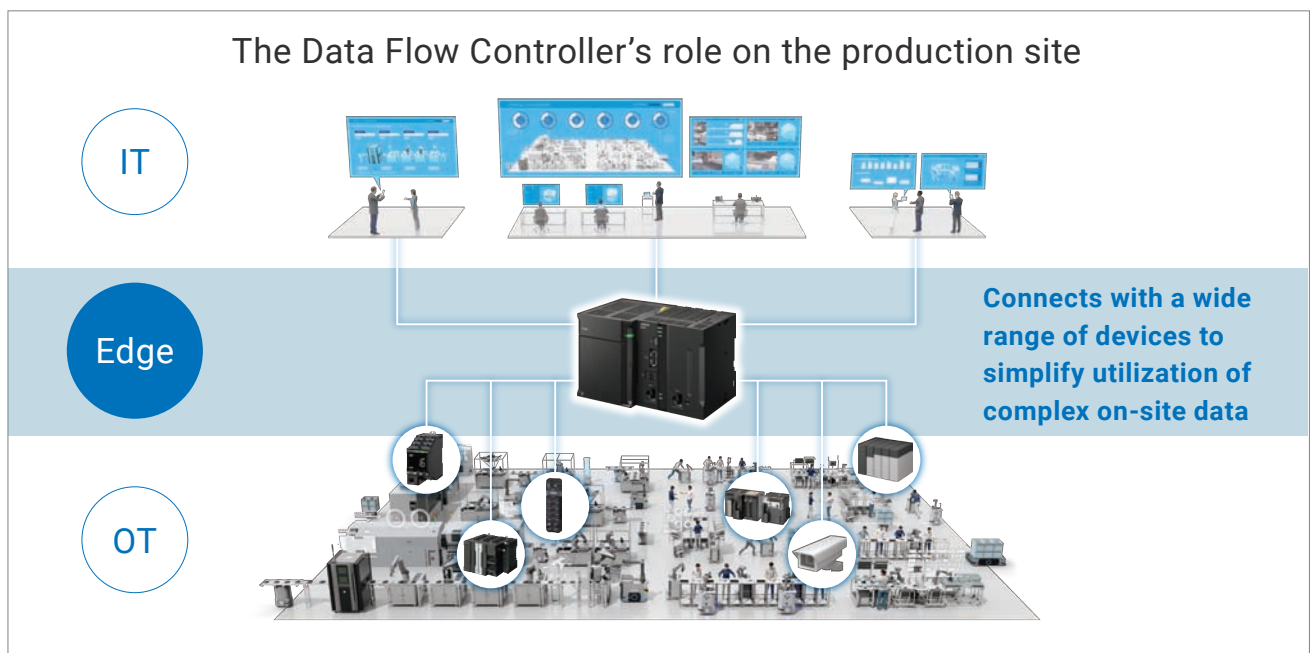 The Data Flow Controller’s role on the production site
IT
Edge
Connects with a wide
range of devices to
simplify utilization of
complex on-site data
OT